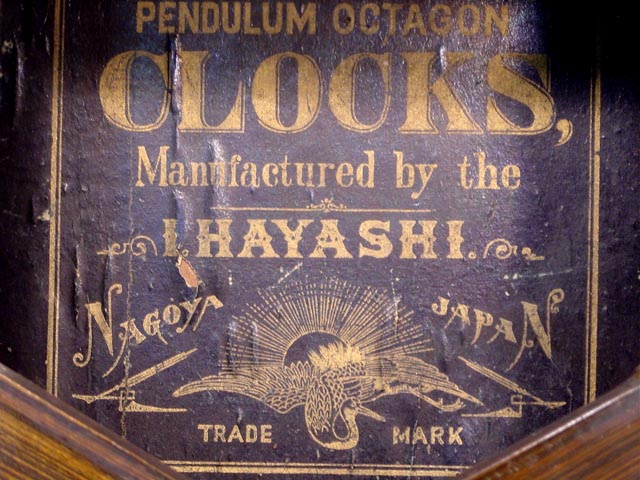 PENDULUM OCTAGON
CLOCKS,
Manufactured by the
I. HAYASHI.
NAGOYA JAPAN
TRADE MARK